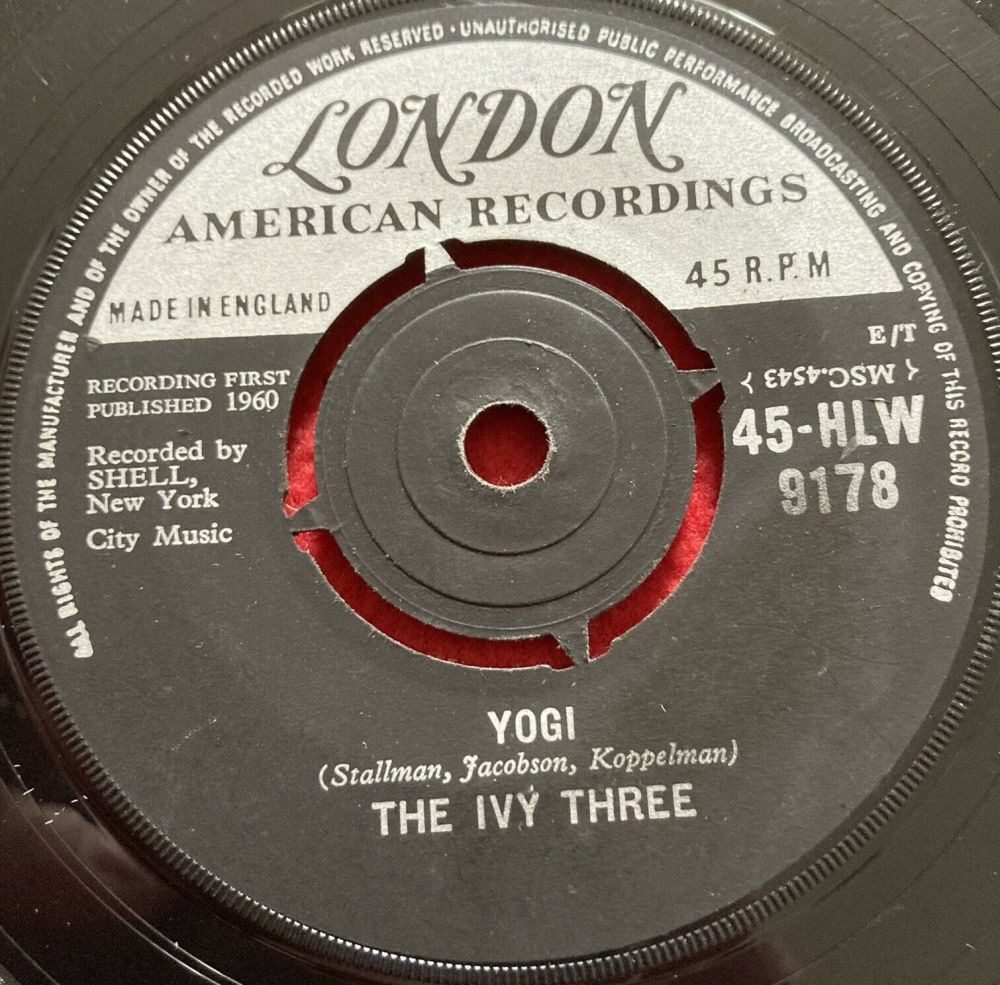 ALL RIGHTS OF THE MANUFACTURER AND OF THE OWNER OF THE RECORDED WORK RESERVED · UNAUTHORISED PUBLIC PERFORMANCE BROADCASTING AND COPYING OF THIS RECORD PROHIBITED
LONDON
AMERICAN RECORDINGS
MADE IN ENGLAND
45 R.P.M
RECORDING FIRST
PUBLISHED 1960
Recorded by
SHELL,
New York
City Music
E/T
{ MSC.4543 }
45-HLW
9178
YOGI
(Stallman, Jacobson, Koppelman)
THE IVY THREE